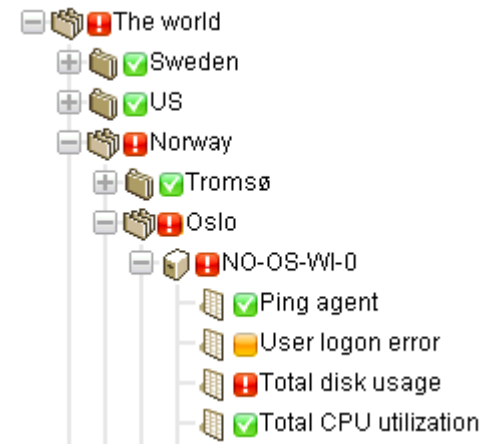 The world
Sweden
US
Norway
Tromsø
Oslo
NO-OS-WI-0
Ping agent
User logon error
Total disk usage
Total CPU utilization